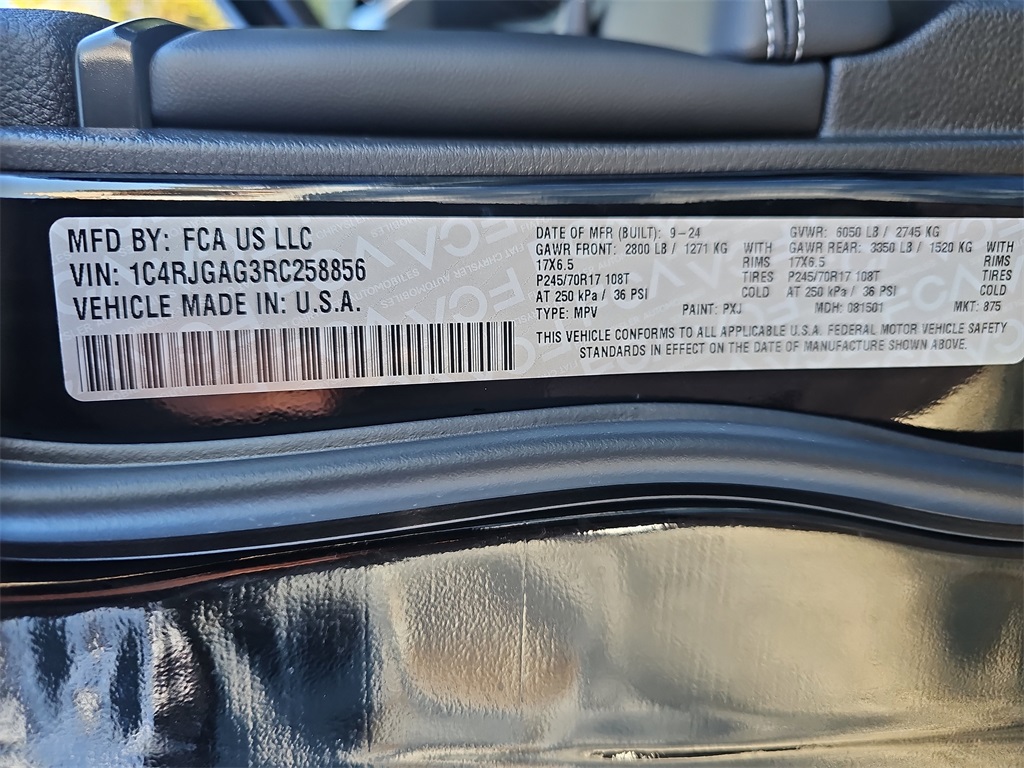 MFD BY: FCA US LLC
VIN: 1C4RJGAG3RC258856
VEHICLE MADE IN: U.S.A.
DATE OF MFR (BUILT): 9-24 GVWR: 6050 LB / 2745 KG
GAWR FRONT: 2800 LB / 1271 KG WITH GAWR REAR: 3350 LB / 1520 KG WITH
17X6.5 RIMS 17X6.5 RIMS
P245/70R17 108T TIRES P245/70R17 108T TIRES
AT 250 kPa / 36 PSI COLD AT 250 kPa / 36 PSI COLD
TYPE: MPV PAINT: PXJ MDH: 081501 MKT: 875
THIS VEHICLE CONFORMS TO ALL APPLICABLE U.S.A. FEDERAL MOTOR VEHICLE SAFETY
STANDARDS IN EFFECT ON THE DATE OF MANUFACTURE SHOWN ABOVE.